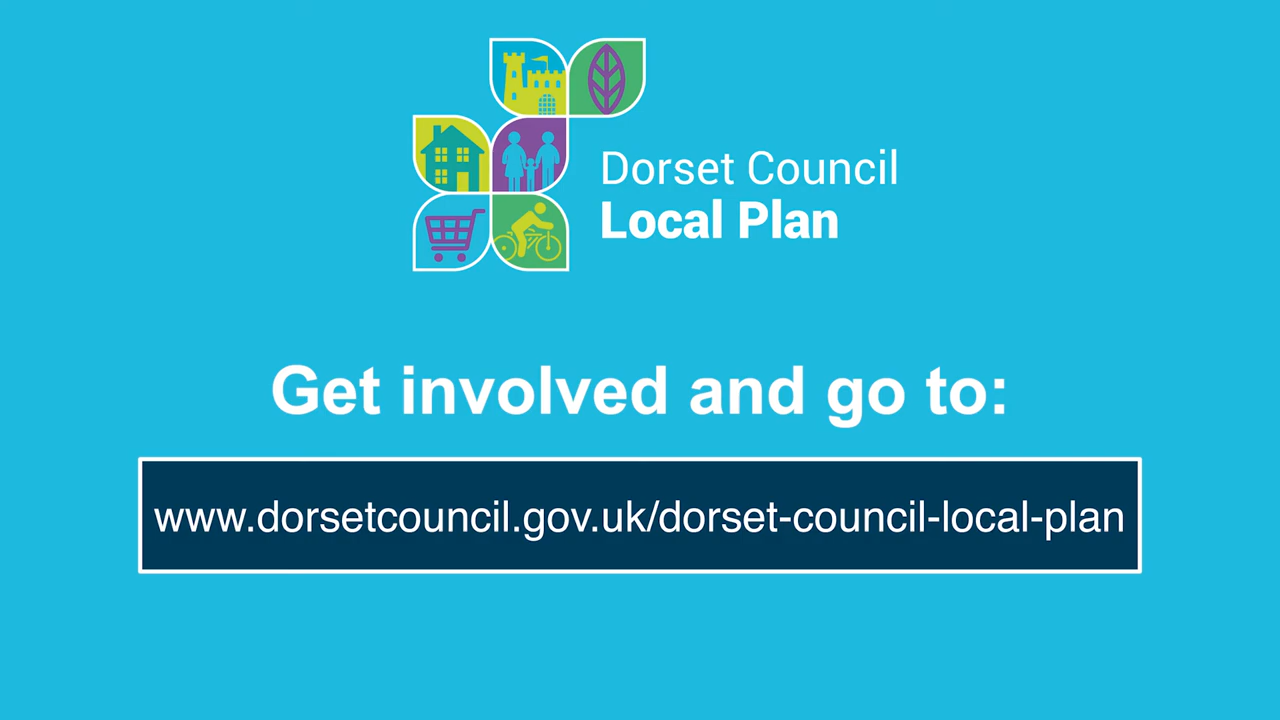 Dorset Council
Local Plan
Get involved and go to:
www.dorsetcouncil.gov.uk/dorset-council-local-plan